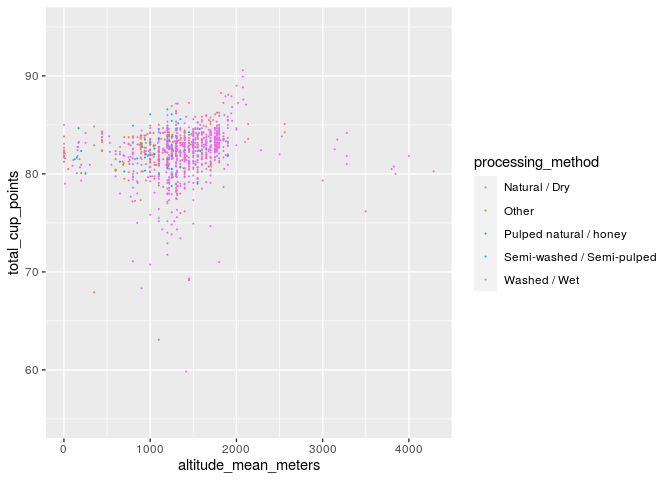 90
80
70
60
total_cup_points
0
1000
2000
3000
4000
altitude_mean_meters
processing_method
Natural / Dry
Other
Pulped natural / honey
Semi-washed / Semi-pulped
Washed / Wet